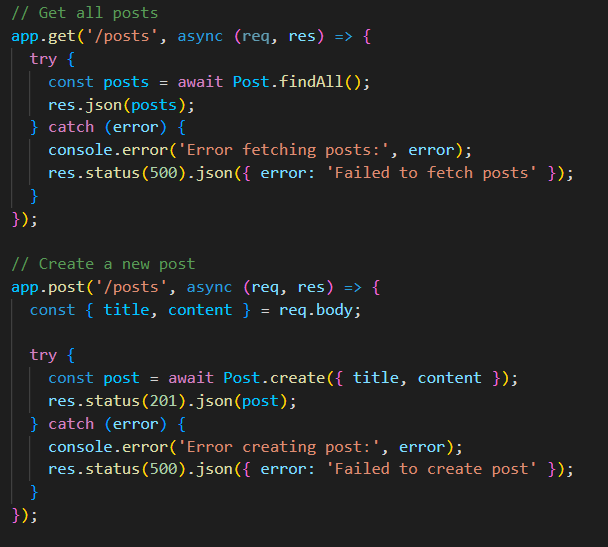 // Get all posts
app.get('/posts', async (req, res) => {
  try {
    const posts = await Post.findAll();
    res.json(posts);
  } catch (error) {
    console.error('Error fetching posts:', error);
    res.status(500).json({ error: 'Failed to fetch posts' });
  }
});

// Create a new post
app.post('/posts', async (req, res) => {
  const { title, content } = req.body;

  try {
    const post = await Post.create({ title, content });
    res.status(201).json(post);
  } catch (error) {
    console.error('Error creating post:', error);
    res.status(500).json({ error: 'Failed to create post' });
  }
});